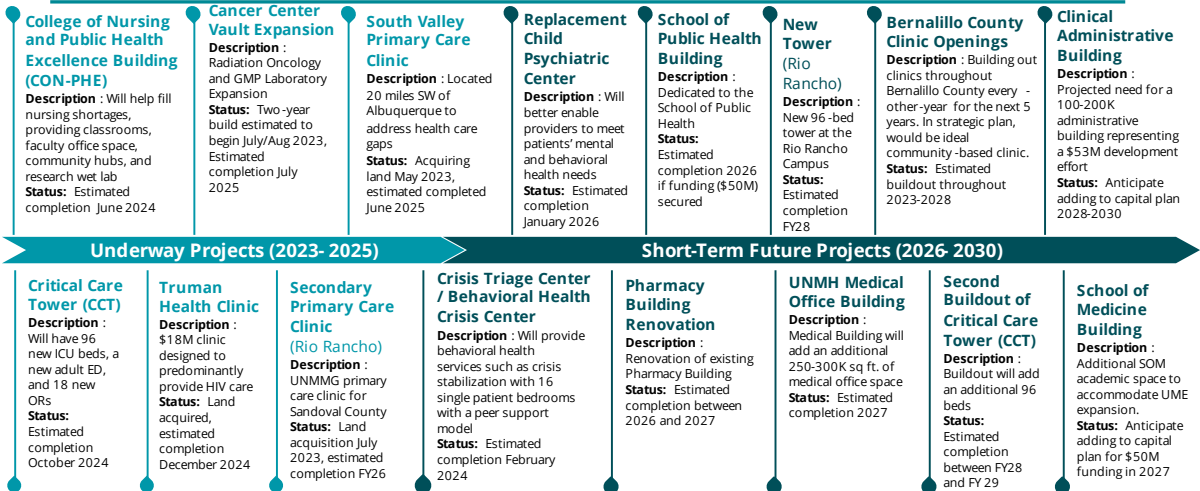 College of Nursing
and Public Health
Excellence Building
(CON-PHE)
Description : Will help fill
nursing shortages,
providing classrooms,
faculty office space,
community hubs, and
research wet lab
Status: Estimated
completion June 2024
Cancer Center
Vault Expansion
Description :
Radiation Oncology
and GMP Laboratory
Expansion
Status: Two -year
build estimated to
begin July/Aug 2023,
Estimated
completion July
2025
South Valley
Primary Care
Clinic
Description : Located
20 miles SW of
Albuquerque to
address health care
gaps
Status: Acquiring
land May 2023,
estimated completed
June 2025
Replacement
Child
Psychiatric
Center
Description : Will
better enable
providers to meet
patients’ mental
and behavioral
health needs
Status: Estimated
completion
January 2026
School of
Public Health
Building
Description :
Dedicated to the
School of Public
Health
Status:
Estimated
completion 2026
if funding ($50M)
secured
New
Tower
(Rio
Rancho)
Description :
New 96 -bed
tower at the
Rio Rancho
Campus
Status:
Estimated
completion
FY28
Bernalillo County
Clinic Openings
Description : Building out
clinics throughout
Bernalillo County every -
other-year for the next 5
years. In strategic plan,
would be ideal
community -based clinic.
Status: Estimated
buildout throughout
2023-2028
Clinical
Administrative
Building
Description :
Projected need for a
100-200K
administrative
building representing
a $53M development
effort
Status: Anticipate
adding to capital plan
2028-2030
Underway Projects (2023- 2025)
Short-Term Future Projects (2026- 2030)
Critical Care
Tower (CCT)
Description :
Will have 96
new ICU beds, a
new adult ED,
and 18 new
ORs
Status:
Estimated
completion
October 2024
Truman
Health Clinic
Description :
$18M clinic
designed to
predominantly
provide HIV care
Status: Land
acquired,
estimated
completion
December 2024
Secondary
Primary Care
Clinic
(Rio Rancho)
Description :
UNMMG primary
care clinic for
Sandoval County
Status: Land
acquisition July
2023, estimated
completion FY26
Crisis Triage Center
/ Behavioral Health
Crisis Center
Description : Will provide
behavioral health
services such as crisis
stabilization with 16
single patient bedrooms
with a peer support
model
Status: Estimated
completion February
2024
Pharmacy
Building
Renovation
Description :
Renovation of existing
Pharmacy Building
Status: Estimated
completion between
2026 and 2027
UNMH Medical
Office Building
Description :
Medical Building will
add an additional
250-300K sq ft. of
medical office space
Status: Estimated
completion 2027
Second
Buildout of
Critical Care
Tower (CCT)
Description :
Buildout will add
an additional 96
beds
Status:
Estimated
completion
between FY28
and FY 29
School of
Medicine
Building
Description :
Additional SOM
academic space to
accommodate UME
expansion.
Status: Anticipate
adding to capital
plan for $50M
funding in 2027